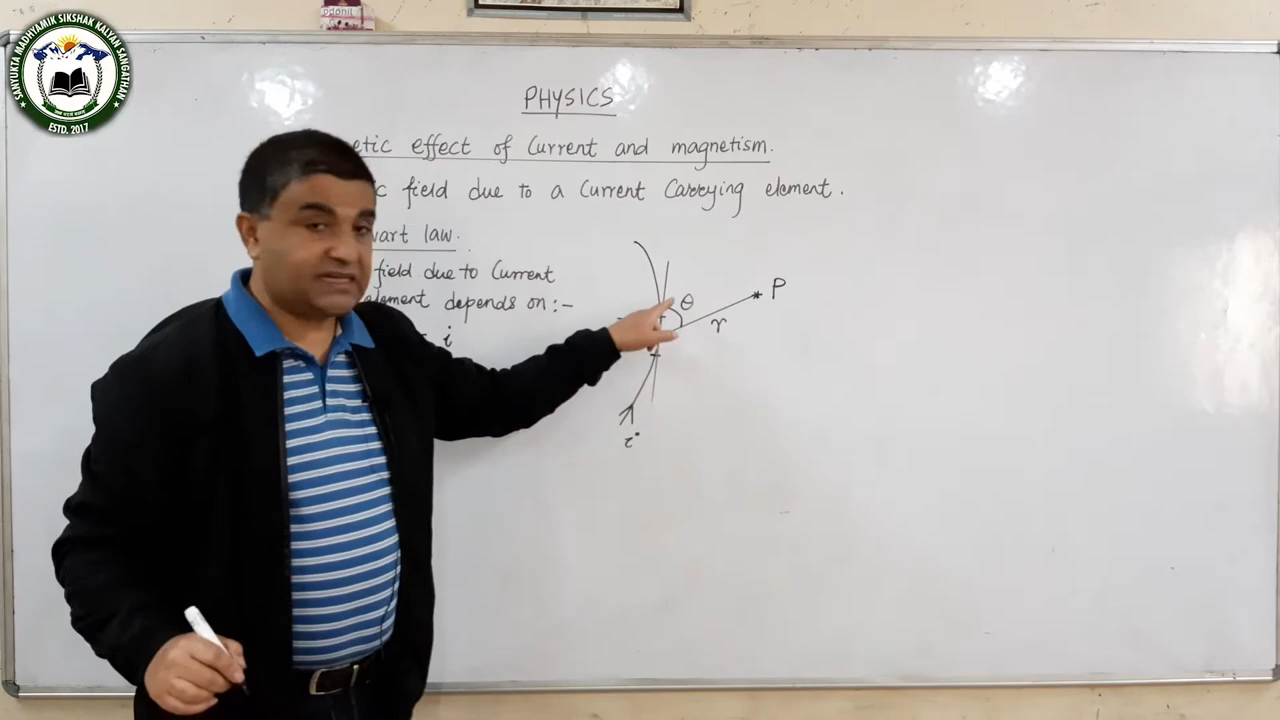 SANYUKTA MADHYAMIK SIKSHAK KALYAN SANGATHAN
ESTD. 2017
PHYSICS
etic effect of Current and magnetism.
c field due to a Current Carrying element.
vart law.
field due to Current
element depends on :-
i
θ
P
r
i